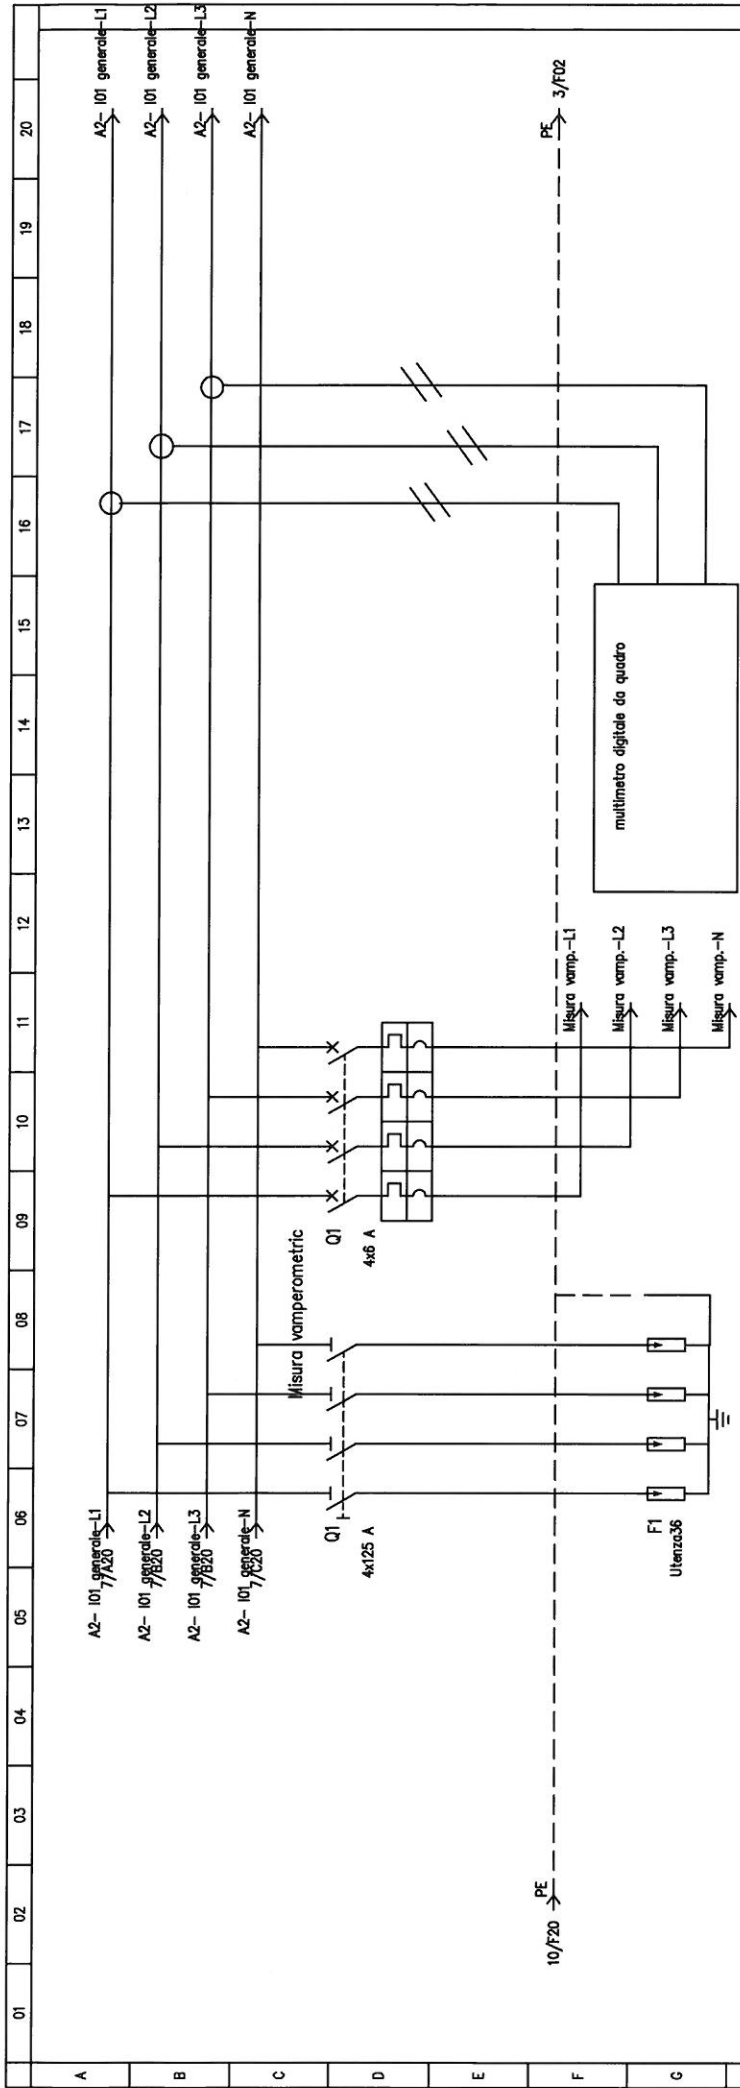 01 02 03 04 05 06 07 08 09 10 11 12 13 14 15 16 17 18 19 20
A
B
C
D
E
F
G
A2- I01 generale-L1
7/A20
A2- I01 generale-L2
7/B20
A2- I01 generale-L3
7/B20
A2- I01 generale-N
7/C20
A2- I01 generale-L1
A2- I01 generale-L2
A2- I01 generale-L3
A2- I01 generale-N
Misura vamperometric
Q1
4x125 A
Q1
4x6 A
10/F20
PE
PE
3/F02
Misura vamp.-L1
Misura vamp.-L2
Misura vamp.-L3
Misura vamp.-N
multimetro digitale da quadro
F1
Utenza36